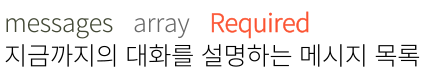 messages array Required
지금까지의 대화를 설명하는 메시지 목록